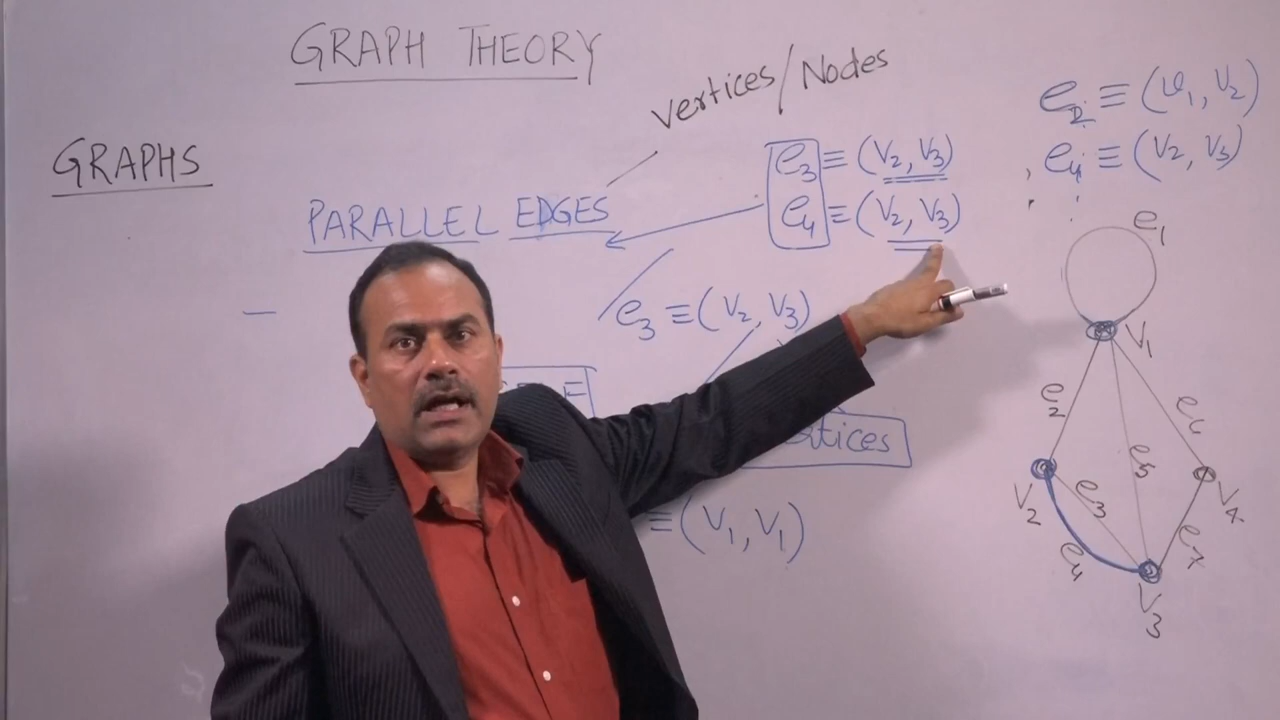 GRAPH THEORY
vertices/Nodes
GRAPHS
PARALLEL EDGES
e3 ≡ (V2, V3)
e4 ≡ (V2, V3)
e2 ≡ (V1, V2)
, e4 ≡ (V2, V3)
e3 ≡ (V2, V3)
≡ (V1, V1)
e1
V1
e2
e6
e5
V2
e3
V4
e4
e7
V3